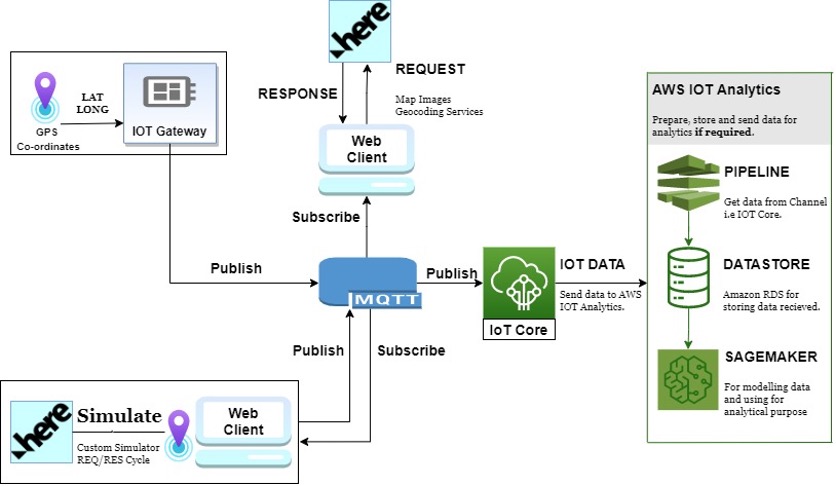 here
REQUEST
RESPONSE
Map Images
Geocoding Services
LAT
LONG
GPS
Co-ordinates
IOT Gateway
Web
Client
Subscribe
Publish
MQTT
Publish
IoT Core
IOT DATA
Send data to AWS
IOT Analytics.
AWS IOT Analytics
Prepare, store and send data for
analytics if required.
PIPELINE
Get data from Channel
i.e IOT Core.
DATASTORE
Amazon RDS for
storing data recieved.
SAGEMAKER
For modelling data
and using for
analytical purpose
Publish
Subscribe
here
Simulate
Custom Simulator
REQ/RES Cycle
Web
Client